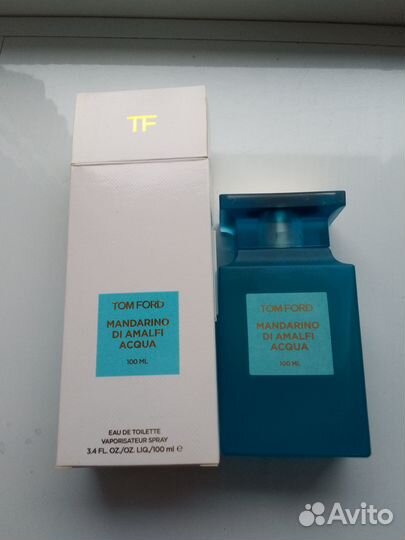 TF
TOM FORD
MANDARINO
DI AMALFI
ACQUA
100 ML
EAU DE TOILETTE
VAPORISATEUR SPRAY
3.4 FL. OZ./OZ. LIQ./100 ml e
TOM FORD
MANDARINO
DI AMALFI
ACQUA
100 ML
Avito